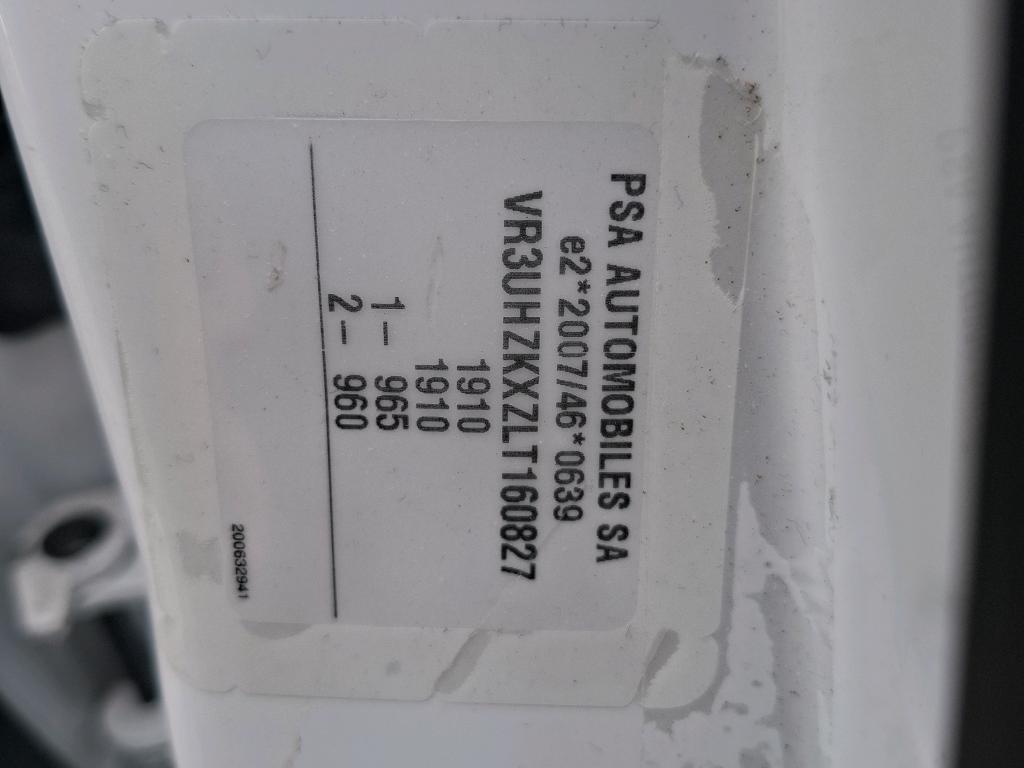 PSA AUTOMOBILES SA
e2*2007/46*0639
VR3UHZKXZLT160827
1910
1910
1- 965
2- 960
200632941